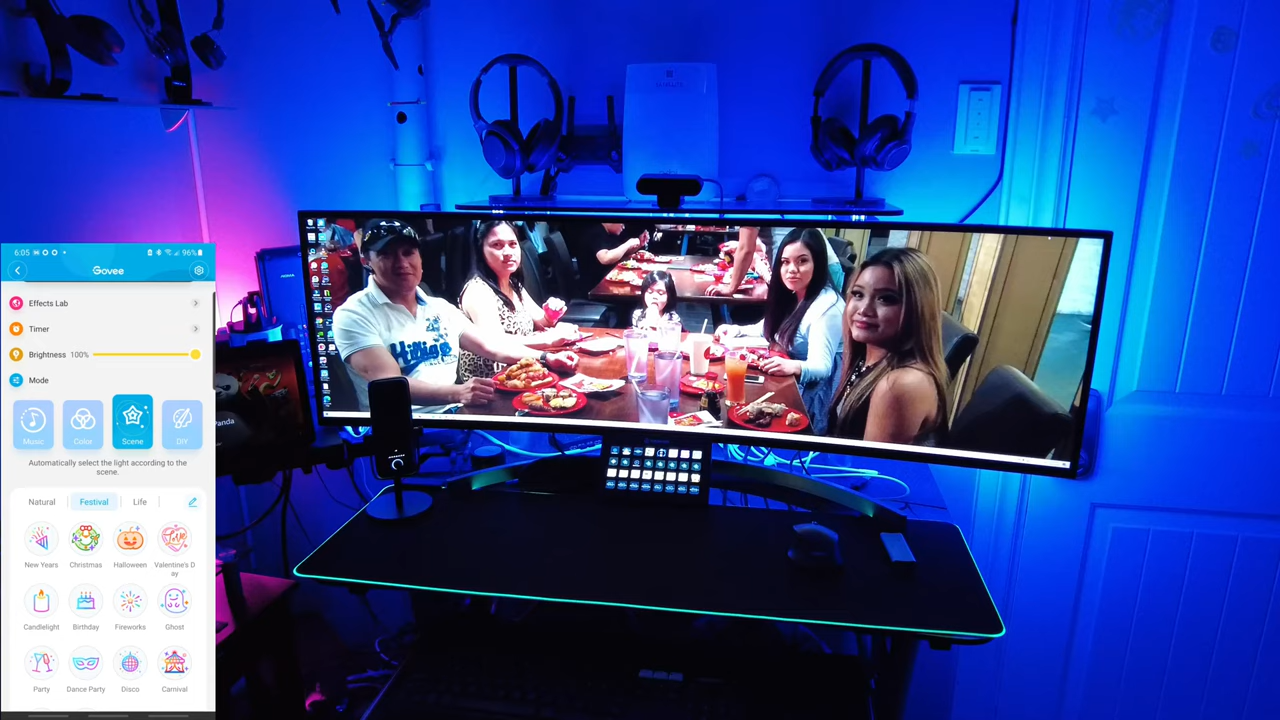 6:05
96%
Govee
Effects Lab
Timer
Brightness 100%
Mode
Music
Color
Scene
DIY
Automatically select the light according to the
scene.
Natural
Festival
Life
New Years
Christmas
Halloween
Valentine's D
ay
Candlelight
Birthday
Fireworks
Ghost
Party
Dance Party
Disco
Carnival
Panda